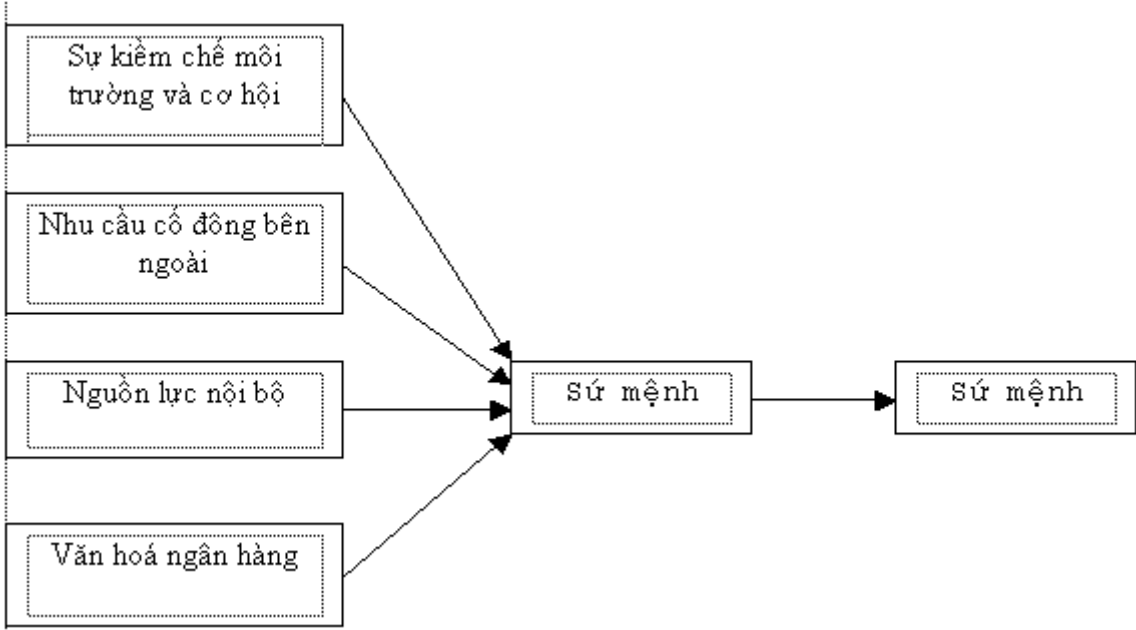 Sự kiềm chế môi
trường và cơ hội
Nhu cầu cổ đông bên
ngoài
Nguồn lực nội bộ
Sứ mệnh
Sứ mệnh
Văn hoá ngân hàng